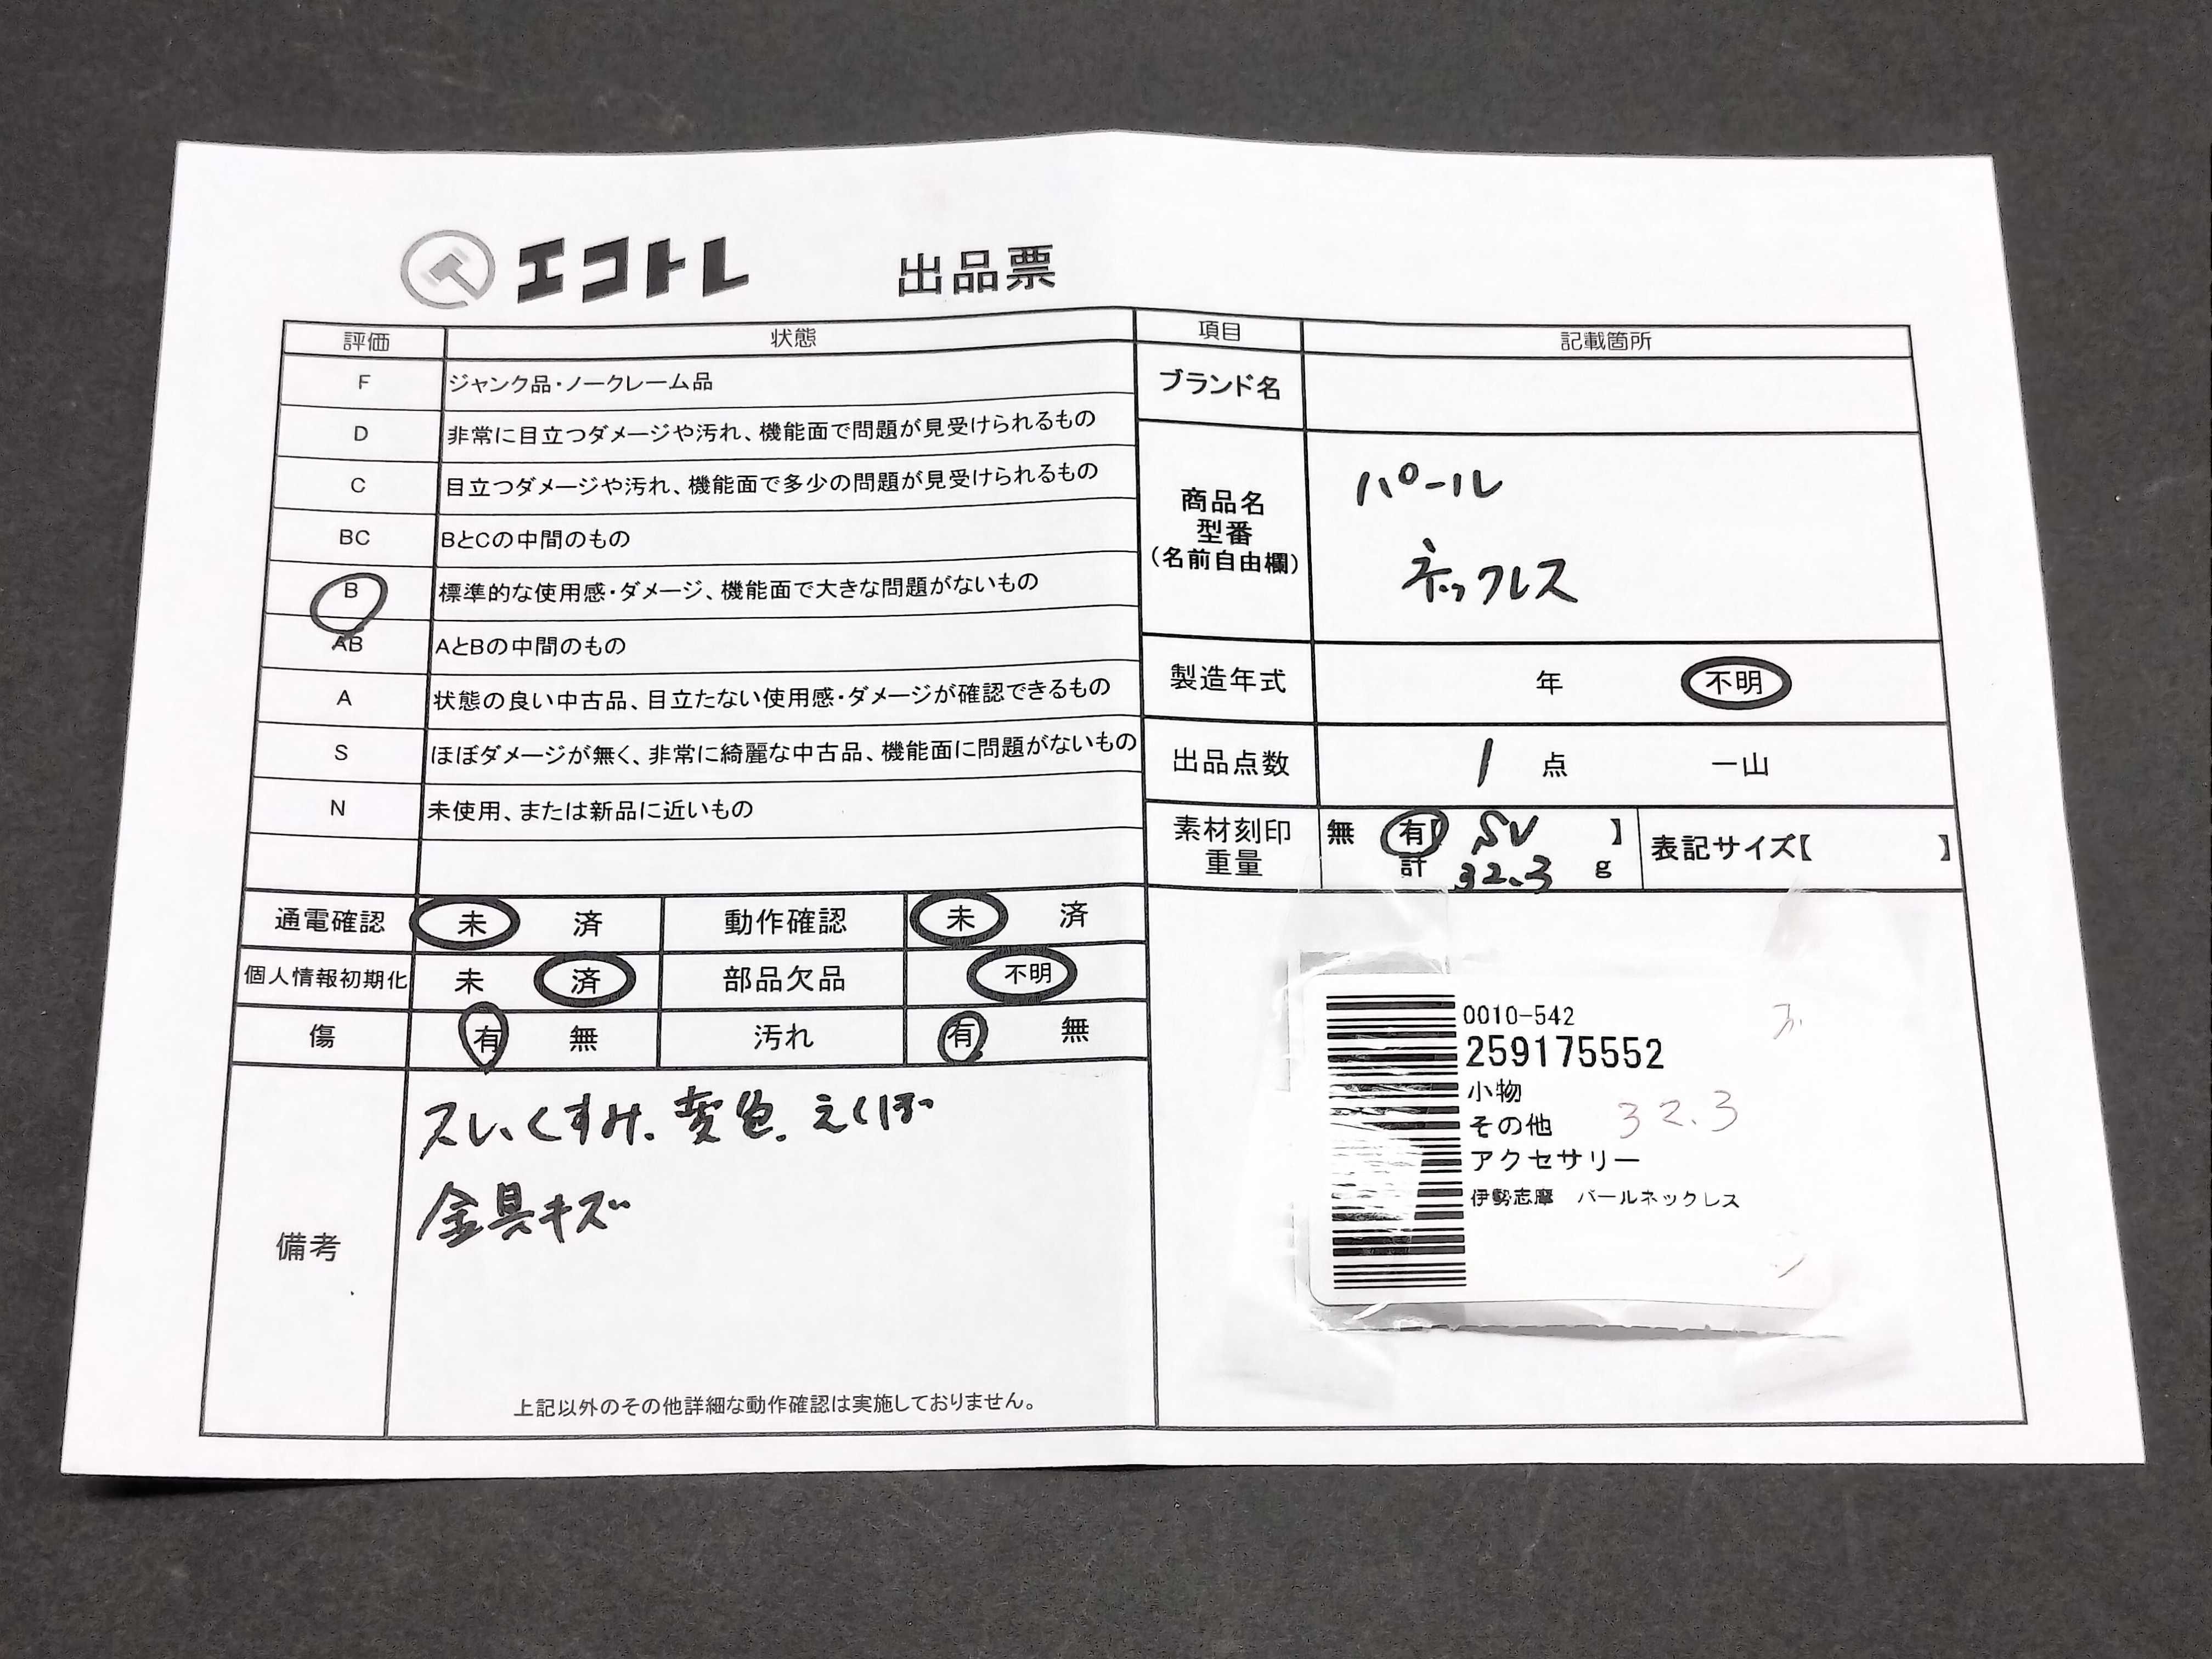 エコトレ 出品票
評価 状態
F ジャンク品・ノークレーム品
D 非常に目立つダメージや汚れ、機能面で問題が見受けられるもの
C 目立つダメージや汚れ、機能面で多少の問題が見受けられるもの
BC BとCの中間のもの
B 標準的な使用感・ダメージ、機能面で大きな問題がないもの
AB AとBの中間のもの
A 状態の良い中古品、目立たない使用感・ダメージが確認できるもの
S ほぼダメージが無く、非常に綺麗な中古品、機能面に問題がないもの
N 未使用、または新品に近いもの
通電確認 未 済 動作確認 未 済
個人情報初期化 未 済 部品欠品 不明
傷 有 無 汚れ 有 無
備考
スレ、くすみ、変色、えくぼ
金具キズ
上記以外のその他詳細な動作確認は実施しておりません。
項目 記載箇所
ブランド名
商品名
型番
(名前自由欄)
パール
ネックレス
製造年式 年 不明
出品点数 1 点 一山
素材刻印
重量
無 有【 SV 】
計 32.3 g
表記サイズ【 】
0010-542
259175552
小物
その他 32.3
アクセサリー
伊勢志摩 パールネックレス